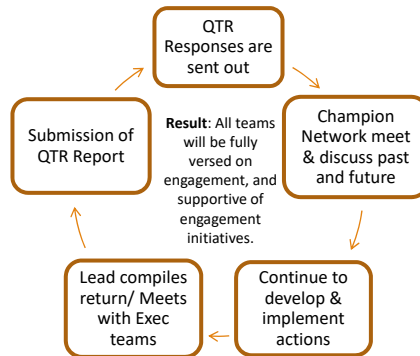 QTR
Responses are
sent out
Champion
Network meet
& discuss past
and future
Continue to
develop &
implement
actions
Lead compiles
return/ Meets
with Exec
teams
Submission of
QTR Report
Result: All teams
will be fully
versed on
engagement, and
supportive of
engagement
initiatives.